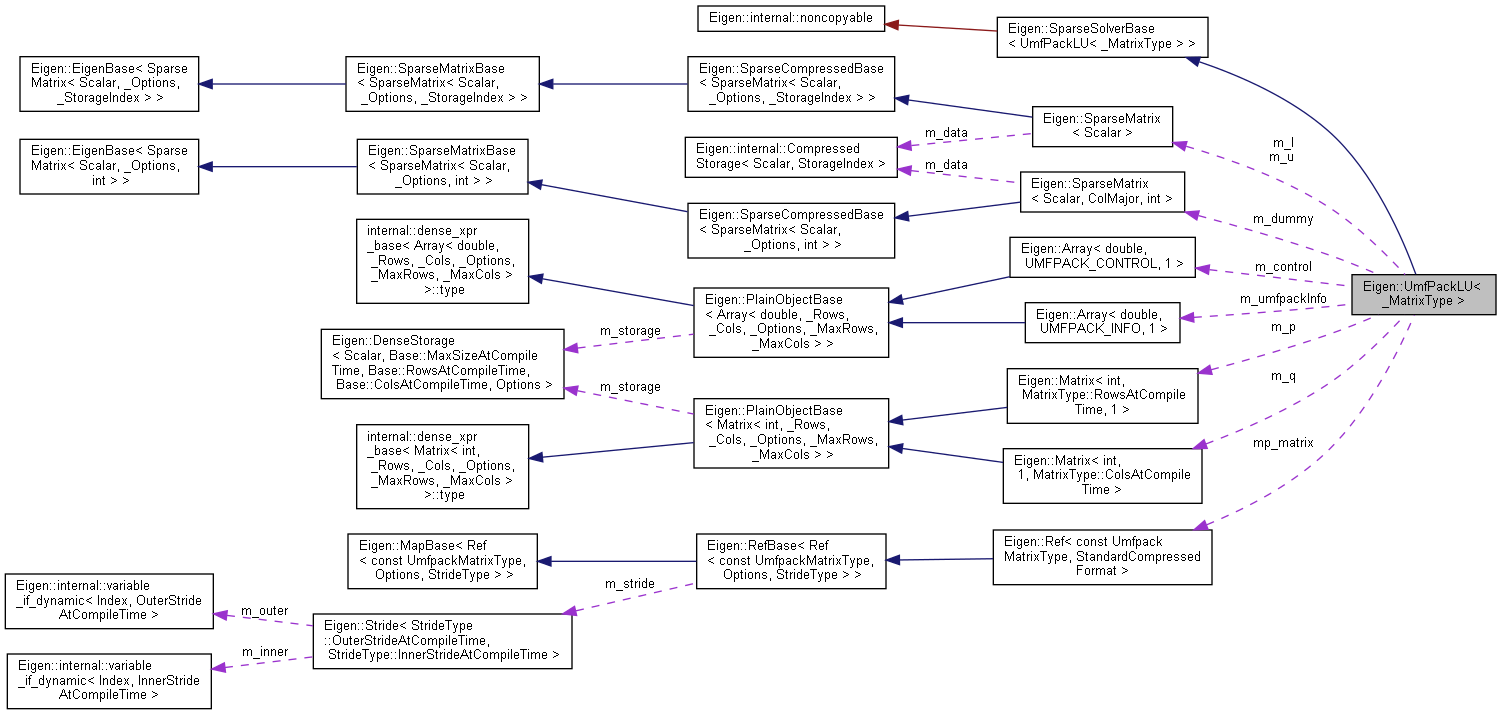 Eigen::internal::noncopyable
Eigen::SparseSolverBase
< UmfPackLU< _MatrixType > >
Eigen::EigenBase< Sparse
Matrix< Scalar, _Options,
_StorageIndex > >
Eigen::SparseMatrixBase
< SparseMatrix< Scalar,
_Options, _StorageIndex > >
Eigen::SparseCompressedBase
< SparseMatrix< Scalar,
_Options, _StorageIndex > >
Eigen::SparseMatrix
< Scalar >
m_data
m_l
m_u
Eigen::EigenBase< Sparse
Matrix< Scalar, _Options,
int > >
Eigen::SparseMatrixBase
< SparseMatrix< Scalar,
_Options, int > >
Eigen::internal::Compressed
Storage< Scalar, StorageIndex >
m_data
Eigen::SparseMatrix
< Scalar, ColMajor, int >
Eigen::SparseCompressedBase
< SparseMatrix< Scalar,
_Options, int > >
m_dummy
internal::dense_xpr
_base< Array< double,
_Rows, _Cols, _Options,
_MaxRows, _MaxCols >
>::type
Eigen::Array< double,
UMFPACK_CONTROL, 1 >
m_control
Eigen::UmfPackLU<
_MatrixType >
Eigen::PlainObjectBase
< Array< double, _Rows,
_Cols, _Options, _MaxRows,
_MaxCols > >
Eigen::Array< double,
UMFPACK_INFO, 1 >
m_umfpackInfo
m_p
m_storage
Eigen::DenseStorage
< Scalar, Base::MaxSizeAtCompile
Time, Base::RowsAtCompileTime,
Base::ColsAtCompileTime, Options >
m_storage
Eigen::Matrix< int,
MatrixType::RowsAtCompile
Time, 1 >
m_q
Eigen::PlainObjectBase
< Matrix< int, _Rows,
_Cols, _Options, _MaxRows,
_MaxCols > >
internal::dense_xpr
_base< Matrix< int,
_Rows, _Cols, _Options,
_MaxRows, _MaxCols >
>::type
Eigen::Matrix< int,
1, MatrixType::ColsAtCompile
Time >
mp_matrix
Eigen::MapBase< Ref
< const UmfpackMatrixType,
Options, StrideType > >
Eigen::RefBase< Ref
< const UmfpackMatrixType,
Options, StrideType > >
Eigen::Ref< const Umfpack
MatrixType, StandardCompressed
Format >
m_stride
Eigen::internal::variable
_if_dynamic< Index, OuterStride
AtCompileTime >
m_outer
Eigen::Stride< StrideType
::OuterStrideAtCompileTime,
StrideType::InnerStrideAtCompileTime >
m_inner
Eigen::internal::variable
_if_dynamic< Index, InnerStride
AtCompileTime >